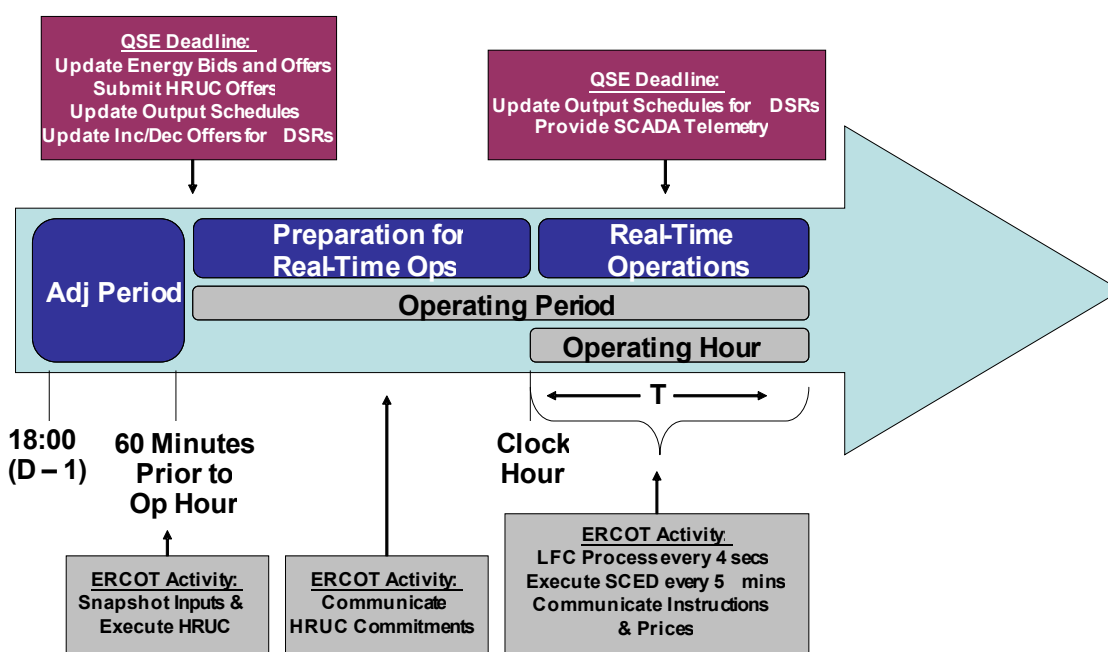 QSE Deadline:
Update Energy Bids and Offers
Submit HRUC Offers
Update Output Schedules
Update Inc/Dec Offers for DSRs
QSE Deadline:
Update Output Schedules for DSRs
Provide SCADA Telemetry
Adj Period
Preparation for
Real-Time Ops
Real-Time
Operations
Operating Period
Operating Hour
T
18:00
(D – 1)
60 Minutes
Prior to
Op Hour
Clock
Hour
ERCOT Activity:
Snapshot Inputs &
Execute HRUC
ERCOT Activity:
Communicate
HRUC Commitments
ERCOT Activity:
LFC Process every 4 secs
Execute SCED every 5 mins
Communicate Instructions
& Prices